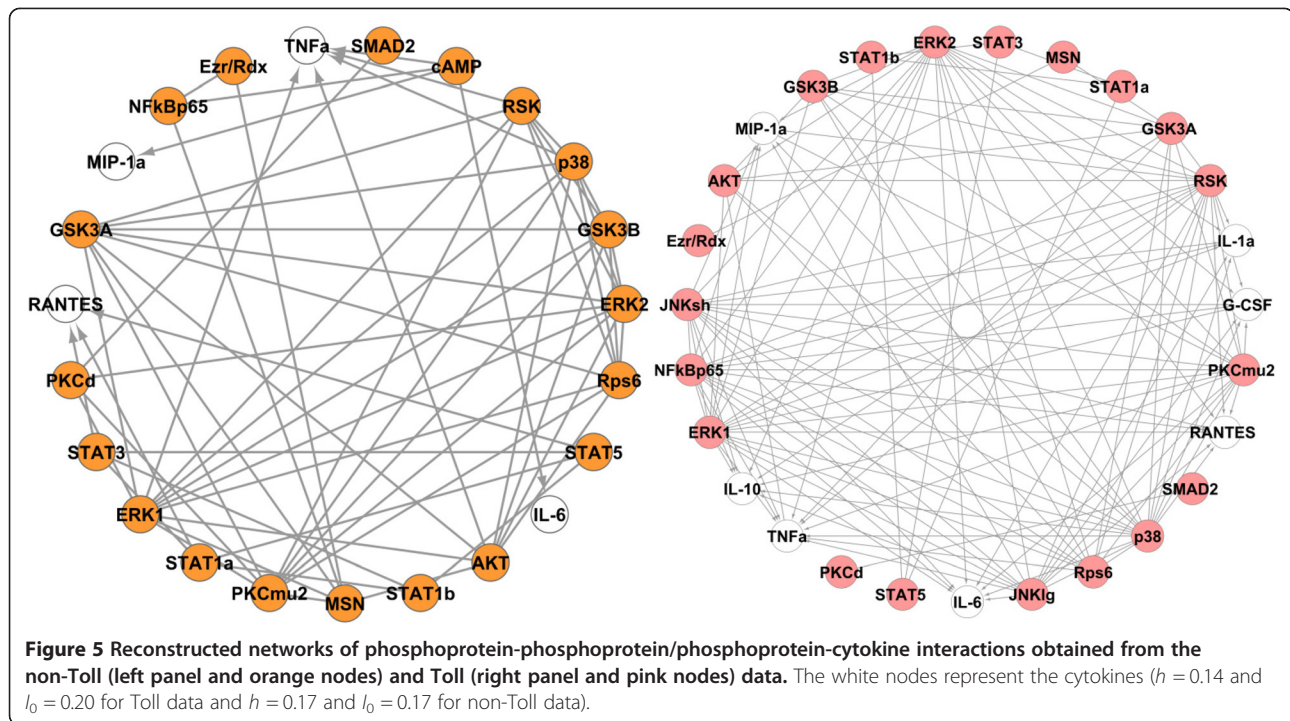 TNFa
SMAD2
cAMP
Ezr/Rdx
NFkBp65
RSK
MIP-1a
p38
GSK3A
GSK3B
RANTES
ERK2
PKCd
Rps6
STAT3
STAT5
ERK1
IL-6
STAT1a
AKT
PKCmu2
MSN
STAT1b
ERK2
STAT3
STAT1b
MSN
GSK3B
STAT1a
MIP-1a
GSK3A
AKT
RSK
Ezr/Rdx
IL-1a
JNKsh
G-CSF
NFkBp65
PKCmu2
ERK1
RANTES
IL-10
SMAD2
TNFa
p38
PKCd
Rps6
STAT5
IL-6
JNKlg
Figure 5 Reconstructed networks of phosphoprotein-phosphoprotein/phosphoprotein-cytokine interactions obtained from the
non-Toll (left panel and orange nodes) and Toll (right panel and pink nodes) data. The white nodes represent the cytokines (h = 0.14 and
l0 = 0.20 for Toll data and h = 0.17 and l0 = 0.17 for non-Toll data).